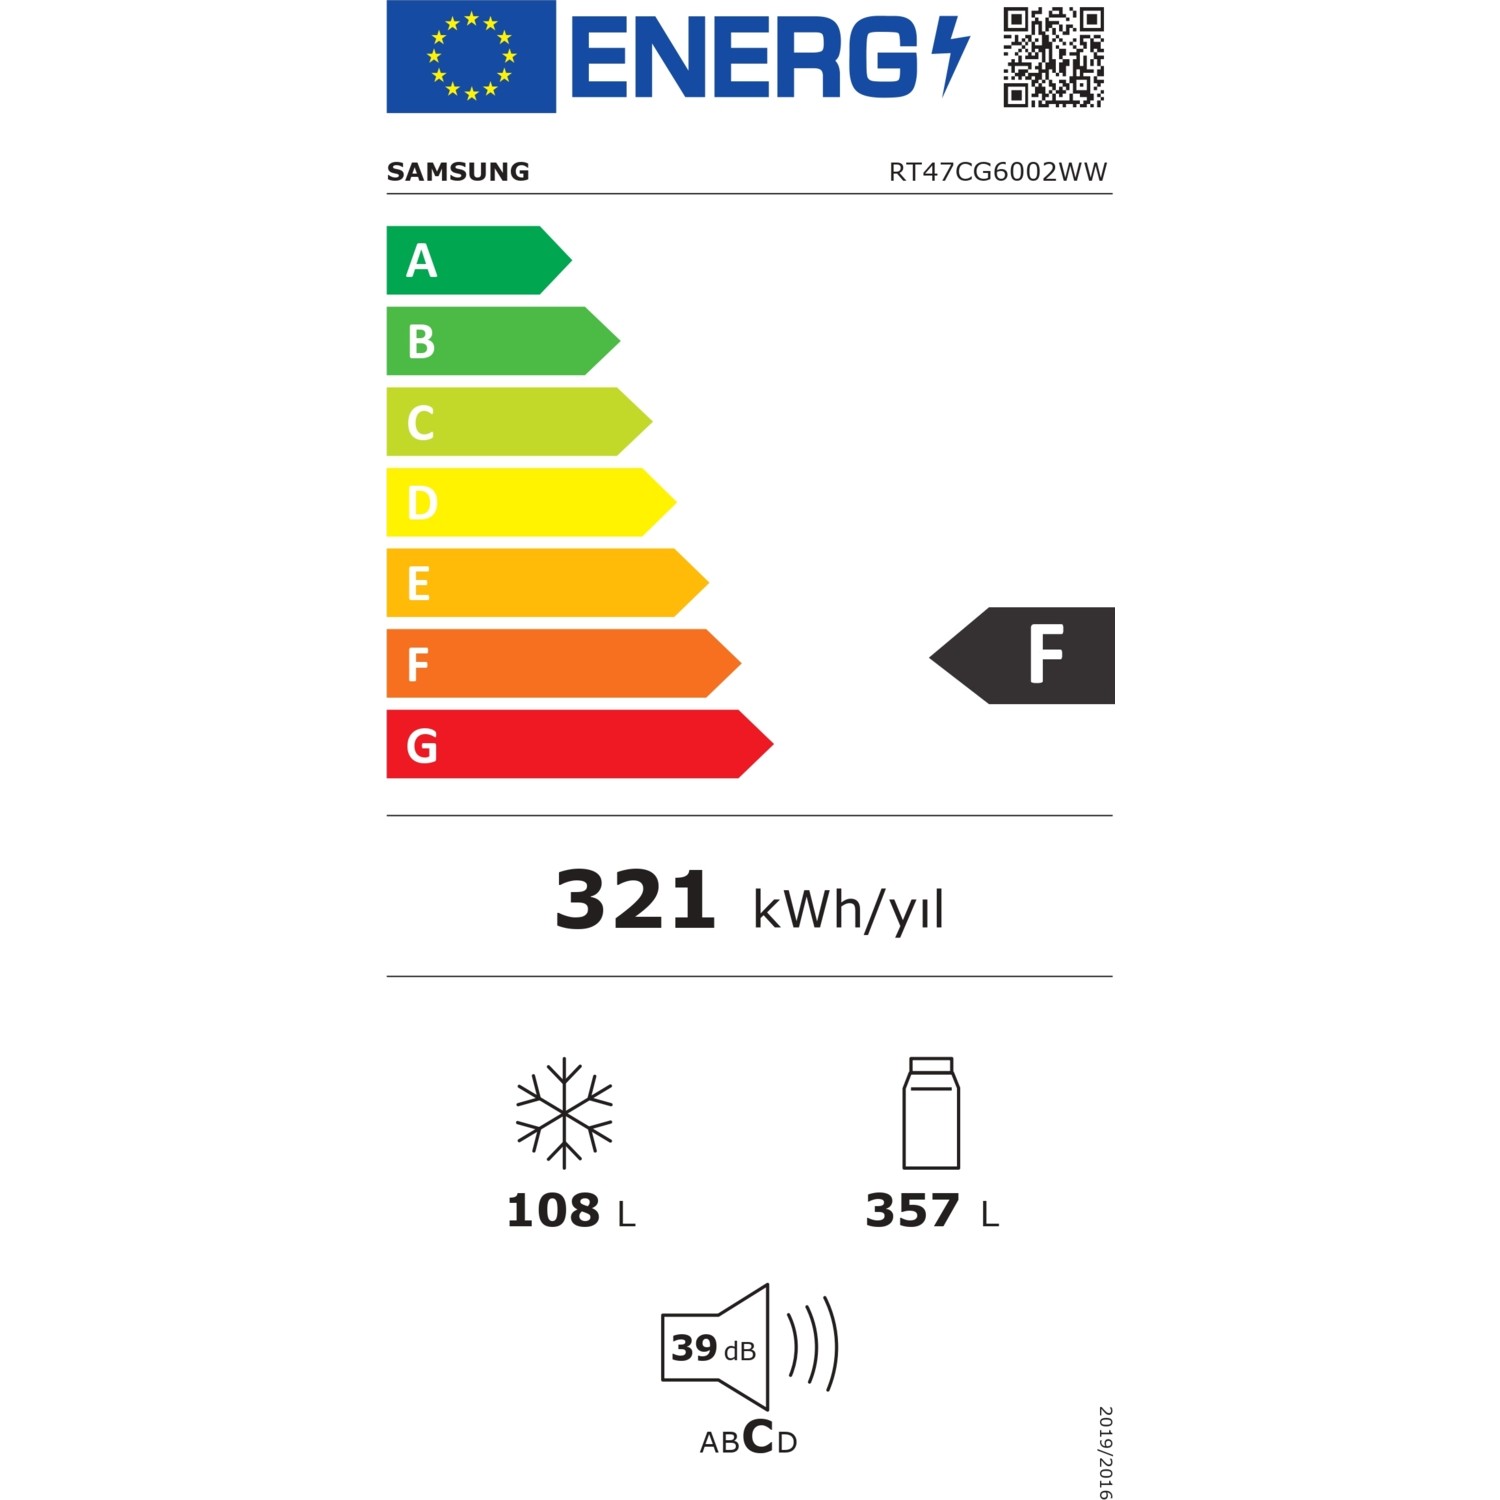 ENERG
SAMSUNG RT47CG6002WW
A
B
C
D
E
F
F
G
321 kWh/yıl
108 L 357 L
39 dB
ABCD
2019/2016